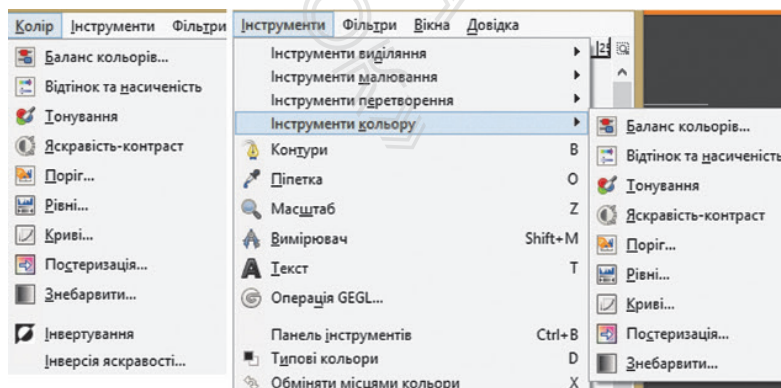 Колір Інструменти Фільтри
Баланс кольорів...
Відтінок та насиченість
Тонування
Яскравість-контраст
Поріг...
Рівні...
Криві...
Постеризація...
Знебарвити...
Інвертування
Інверсія яскравості...
Інструменти Фільтри Вікна Довідка
Інструменти виділяння
Інструменти малювання
Інструменти перетворення
Інструменти кольору
Контури B
Піпетка O
Масштаб Z
Вимірювач Shift+M
Текст T
Операція GEGL...
Панель інструментів Ctrl+B
Типові кольори D
Обміняти місцями кольори X
Баланс кольорів...
Відтінок та насиченість
Тонування
Яскравість-контраст
Поріг...
Рівні...
Криві...
Постеризація...
Знебарвити...